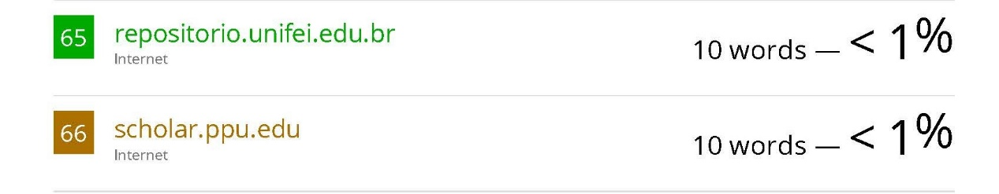 65 repositorio.unifei.edu.br 10 words — < 1%
Internet
66 scholar.ppu.edu 10 words — < 1%
Internet